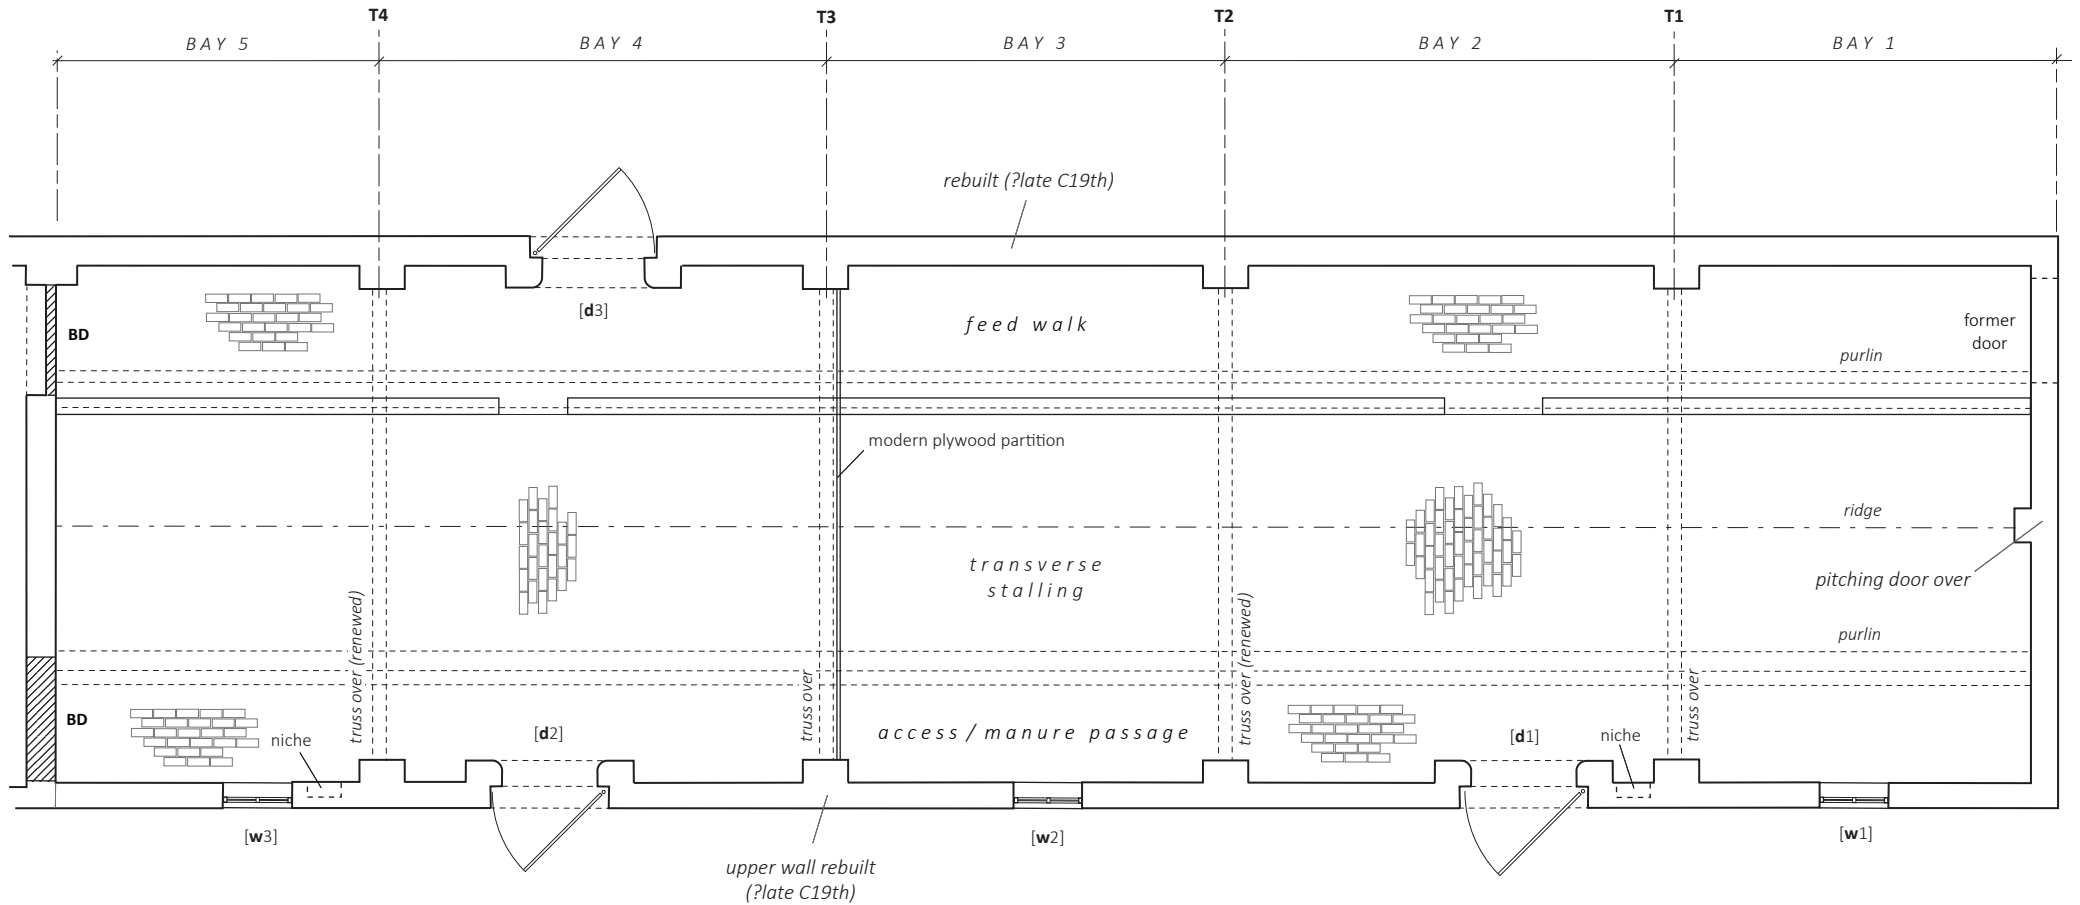 T4
T3
T2
T1
BAY 5
BAY 4
BAY 3
BAY 2
BAY 1
rebuilt (?late C19th)
[d3]
BD
feed walk
former
door
purlin
modern plywood partition
ridge
transverse
stalling
pitching door over
truss over (renewed)
truss over
truss over (renewed)
truss over
purlin
BD
niche
[d2]
access / manure passage
[d1]
niche
[w3]
[w2]
[w1]
upper wall rebuilt
(?late C19th)